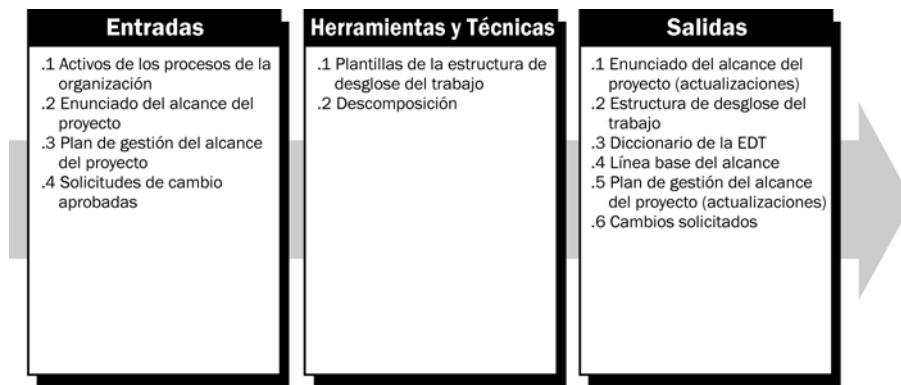 Entradas
.1 Activos de los procesos de la
organización
.2 Enunciado del alcance del
proyecto
.3 Plan de gestión del alcance
del proyecto
.4 Solicitudes de cambio
aprobadas
Herramientas y Técnicas
.1 Plantillas de la estructura de
desglose del trabajo
.2 Descomposición
Salidas
.1 Enunciado del alcance del
proyecto (actualizaciones)
.2 Estructura de desglose del
trabajo
.3 Diccionario de la EDT
.4 Línea base del alcance
.5 Plan de gestión del alcance
del proyecto (actualizaciones)
.6 Cambios solicitados